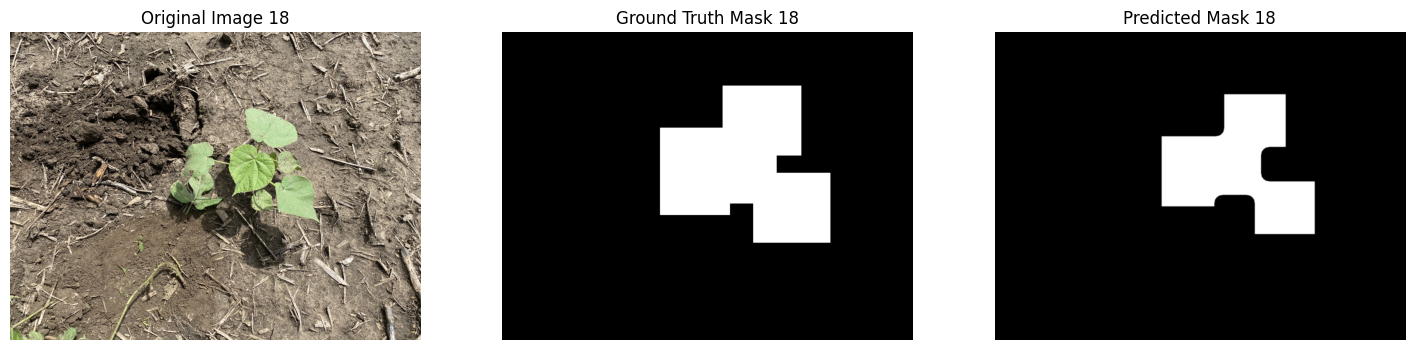 Original Image 18
Ground Truth Mask 18
Predicted Mask 18